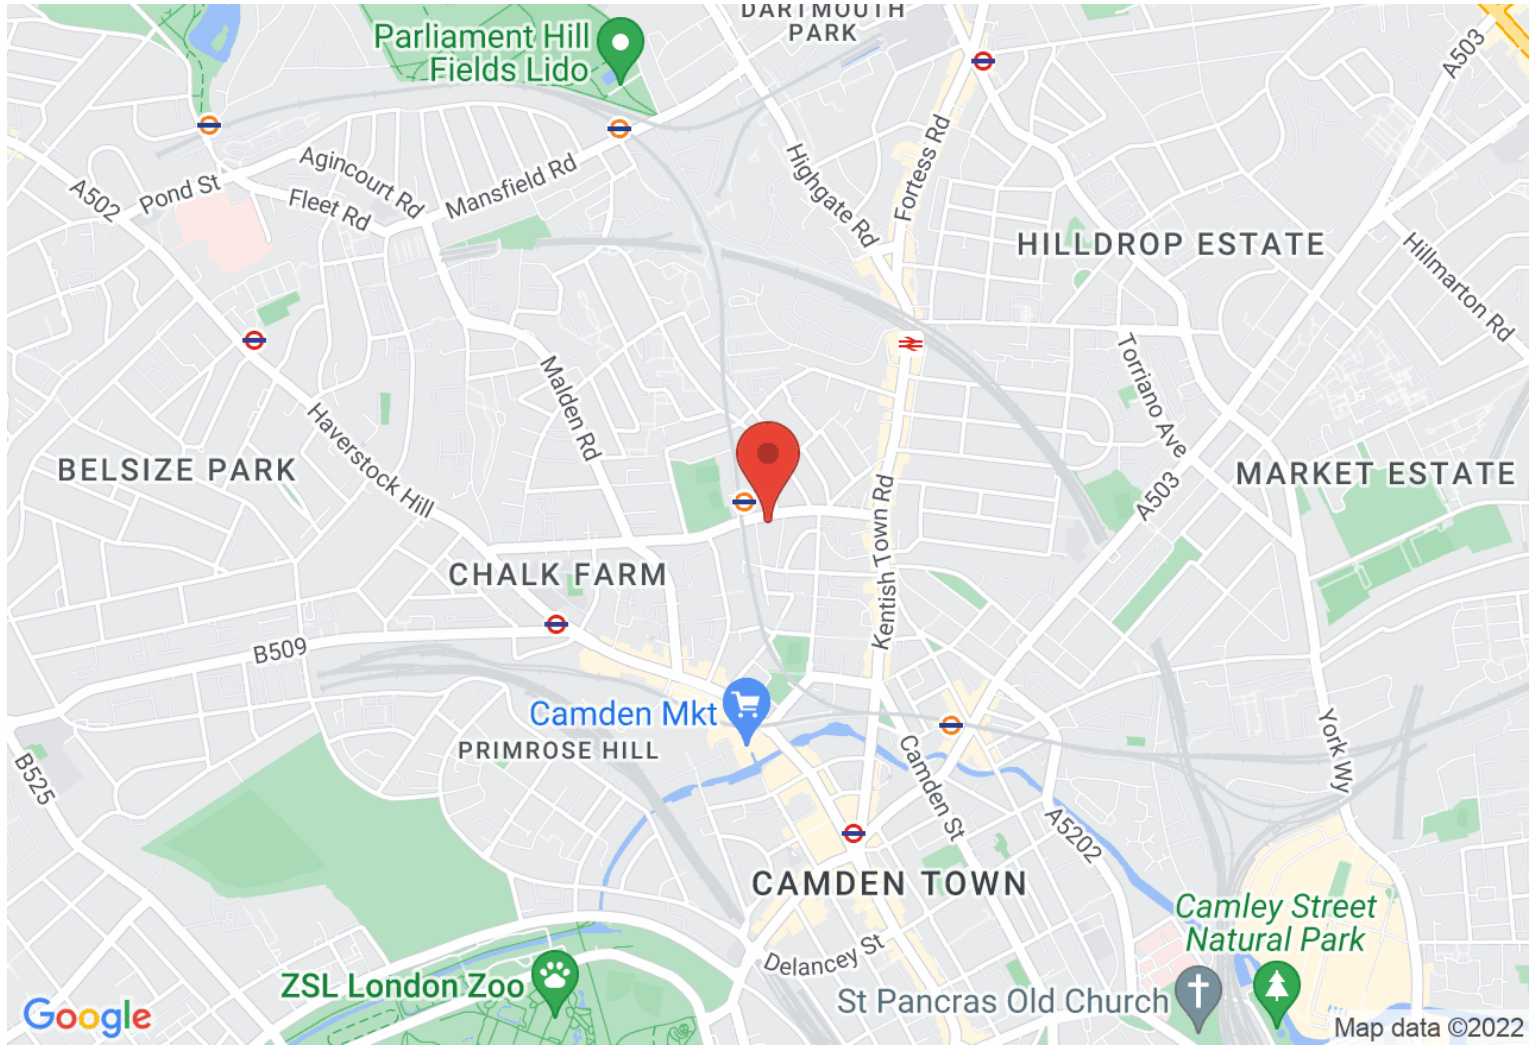 DARTMOUTH
PARK
Parliament Hill
Fields Lido
A503
Agincourt Rd
Mansfield Rd
Highgate Rd
Fortess Rd
A502
Pond St
Fleet Rd
HILLDROP ESTATE
Hillmarton Rd
Torriano Ave
Malden Rd
Haverstock Hill
BELSIZE PARK
MARKET ESTATE
A503
Kentish Town Rd
CHALK FARM
B509
Camden Mkt
PRIMROSE HILL
York Wy
B525
Camden St
A5202
CAMDEN TOWN
Camley Street
Natural Park
Delancey St
ZSL London Zoo
St Pancras Old Church
Google
Map data ©2022